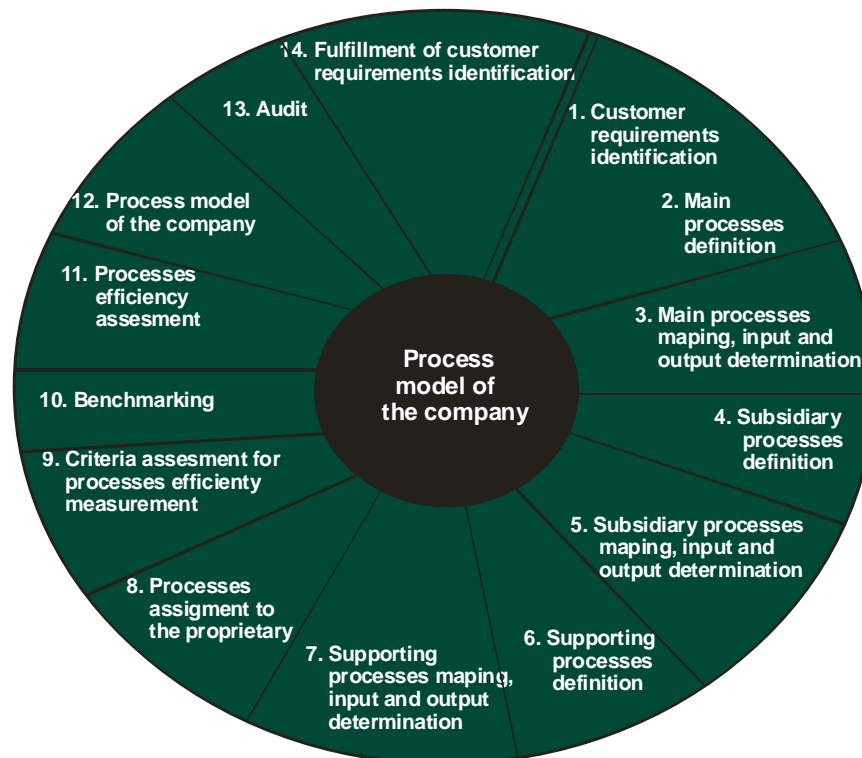 14. Fulfillment of customer
requirements identification
1. Customer
requirements
identification
2. Main
processes
definition
3. Main processes
maping, input and
output determination
4. Subsidiary
processes
definition
5. Subsidiary processes
maping, input and
output determination
6. Supporting
processes
definition
7. Supporting
processes maping,
input and output
determination
8. Processes
assigment to
the proprietary
9. Criteria assesment for
processes efficienty
measurement
10. Benchmarking
11. Processes
efficiency
assesment
12. Process model
of the company
13. Audit
Process
model of
the company